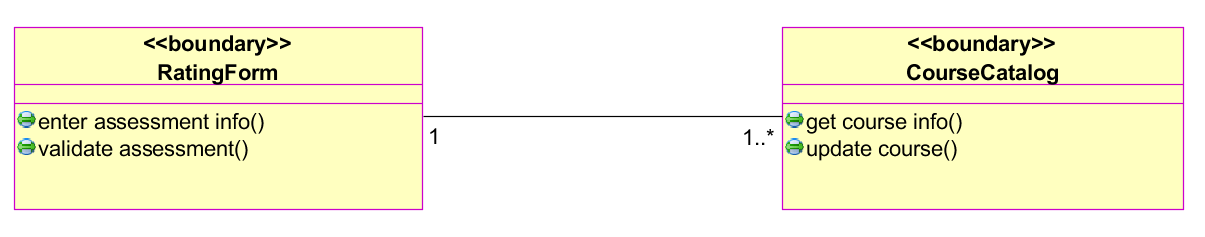 <<boundary>>
RatingForm
enter assessment info()
validate assessment()
1
1..*
<<boundary>>
CourseCatalog
get course info()
update course()